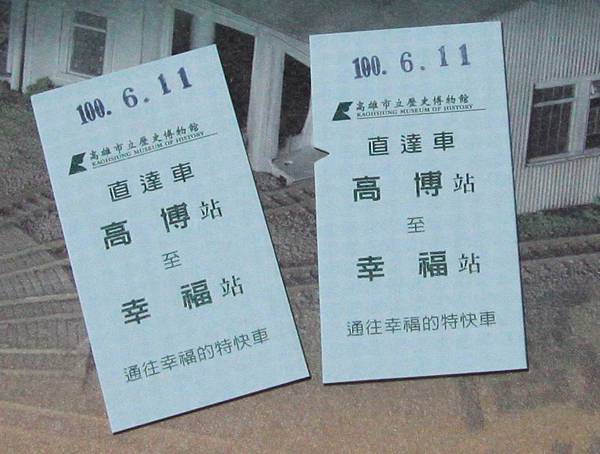 100. 6. 11
高雄市立歷史博物館
KAOHSIUNG MUSEUM OF HISTORY
直達車
高博站
至
幸福站
通往幸福的特快車
100. 6. 11
高雄市立歷史博物館
KAOHSIUNG MUSEUM OF HISTORY
直達車
高博站
至
幸福站
通往幸福的特快車